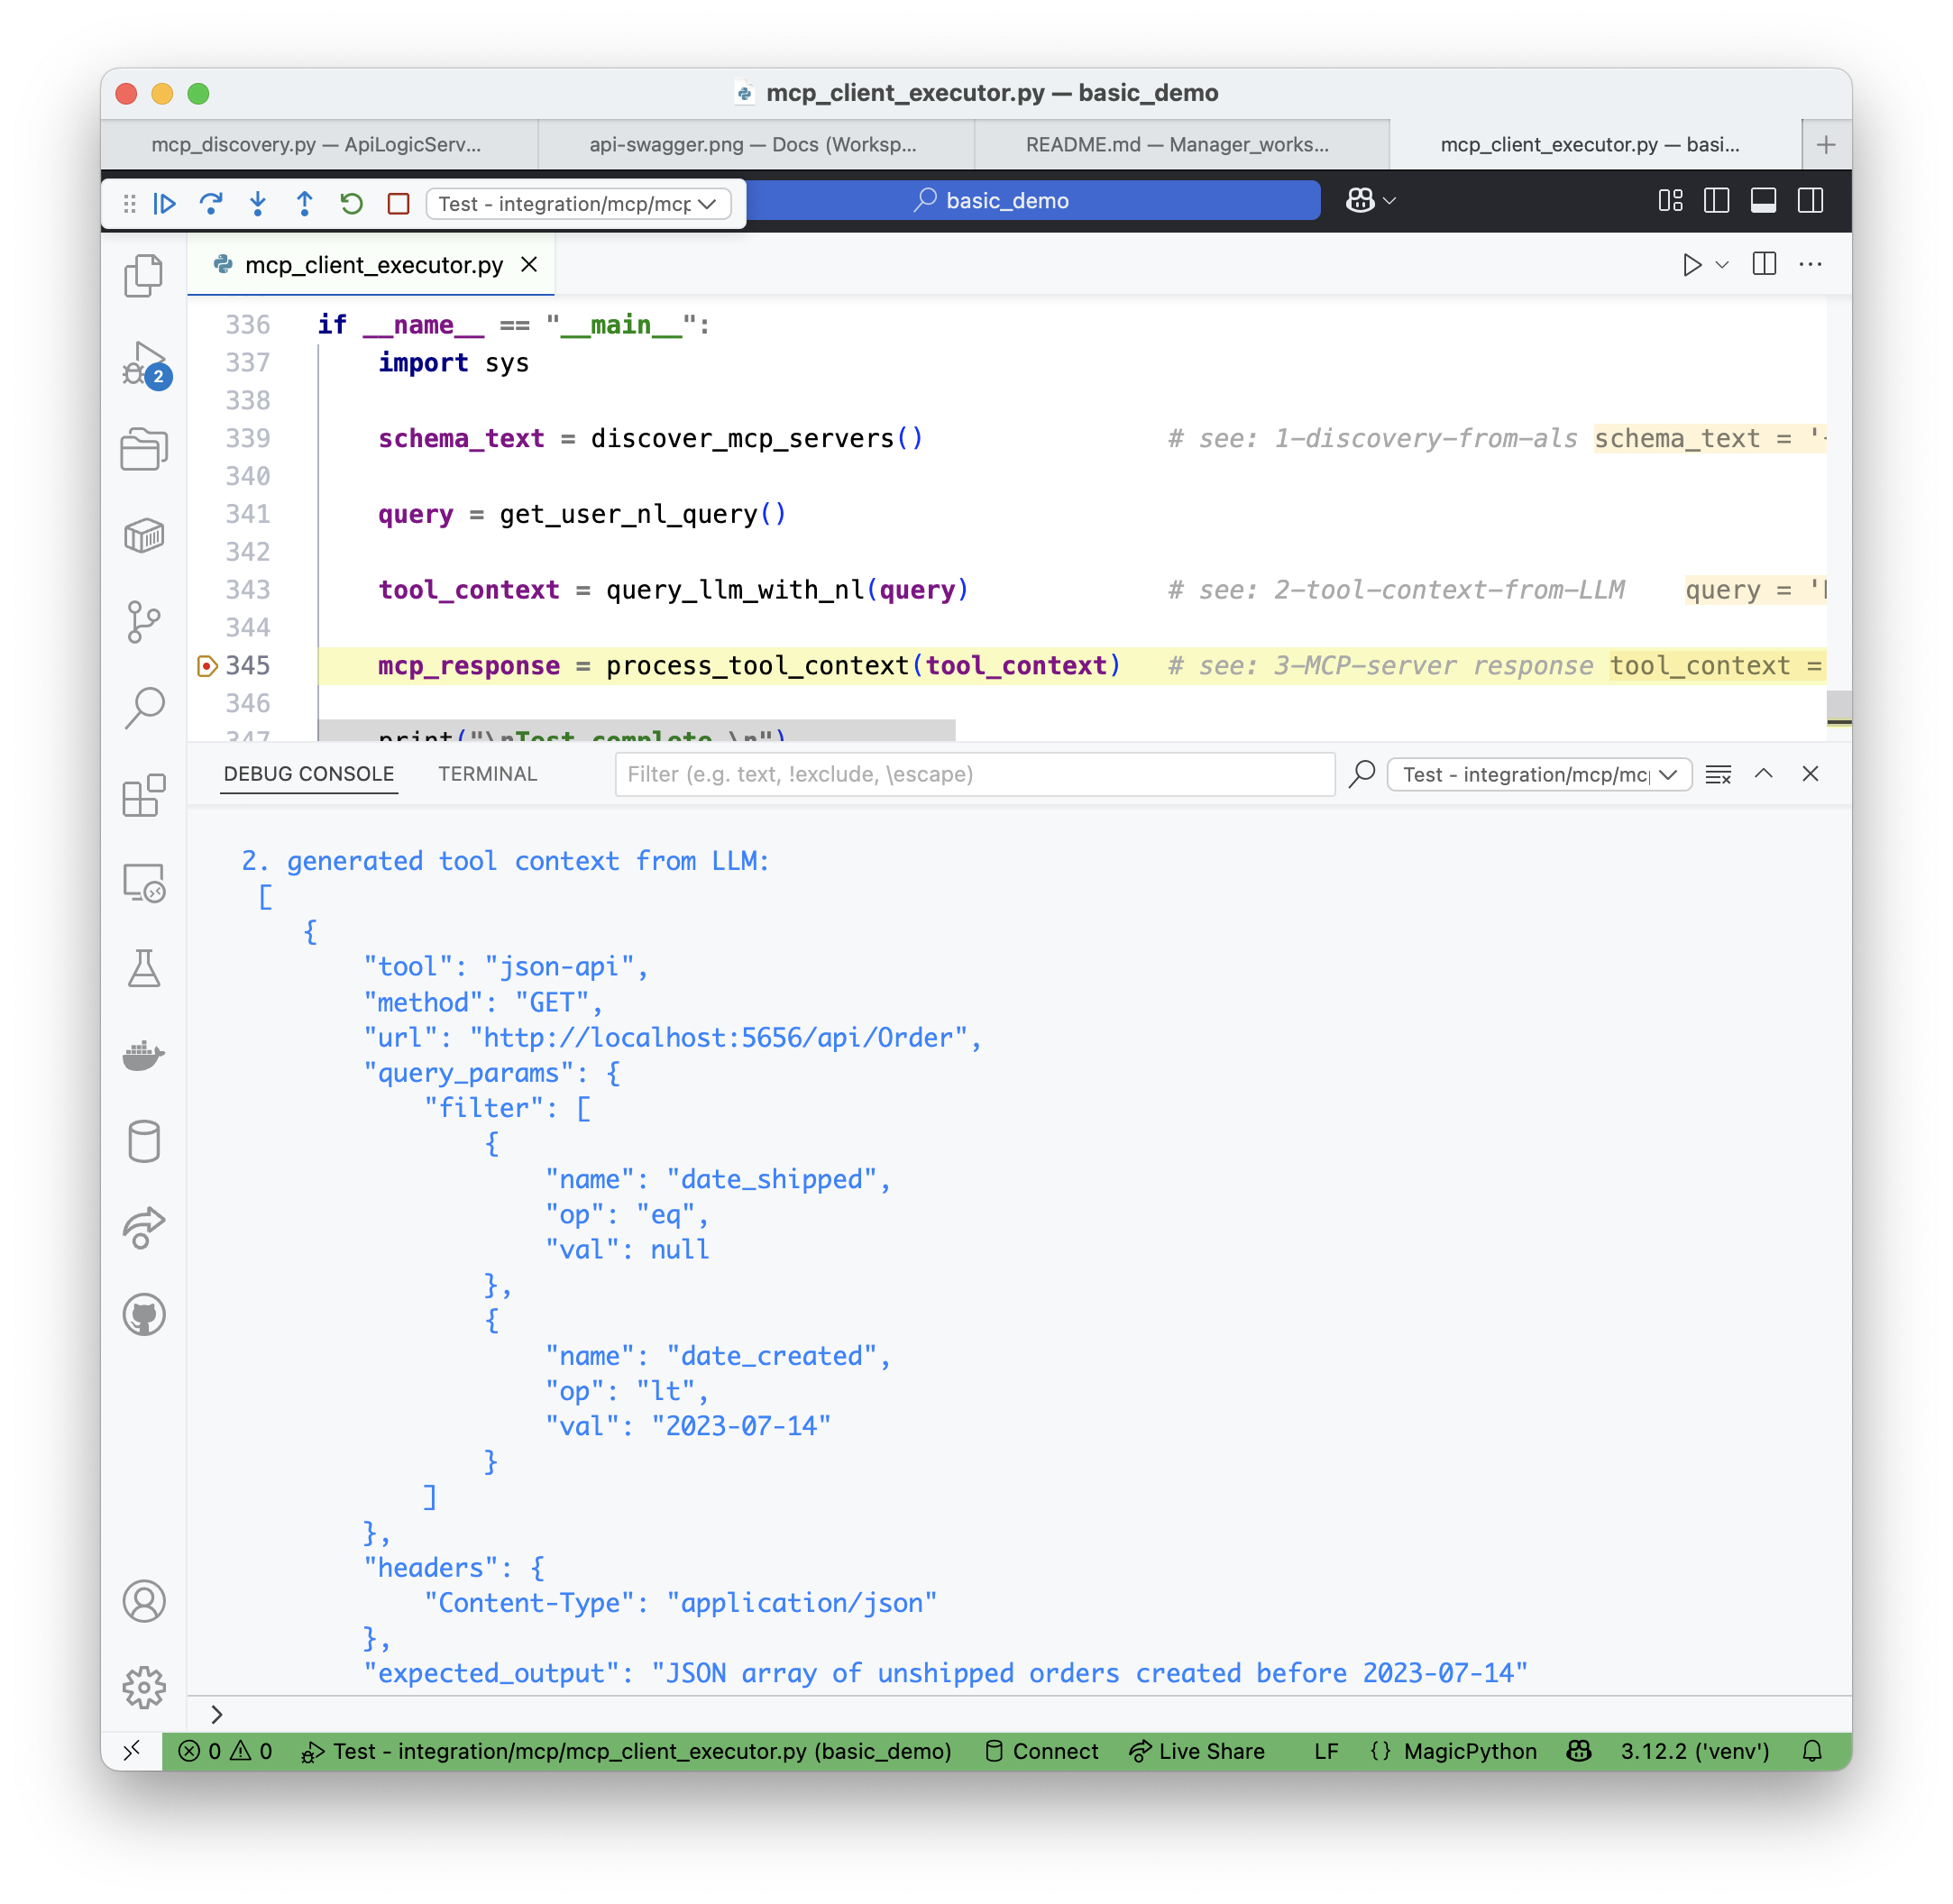 mcp_client_executor.py — basic_demo
mcp_discovery.py — ApiLogicServ...
api-swagger.png — Docs (Worksp...
README.md — Manager_works...
mcp_client_executor.py — basi...
Test - integration/mcp/mcp
basic_demo
mcp_client_executor.py
2
336 if __name__ == "__main__":
337 import sys
338
339 schema_text = discover_mcp_servers() # see: 1-discovery-from-als schema_text = '
340
341 query = get_user_nl_query()
342
343 tool_context = query_llm_with_nl(query) # see: 2-tool-context-from-LLM query = '
344
345 mcp_response = process_tool_context(tool_context) # see: 3-MCP-server response tool_context =
346
347 print("\nTest complete.\n")
DEBUG CONSOLE
TERMINAL
Filter (e.g. text, !exclude, \escape)
Test - integration/mcp/mc
2. generated tool context from LLM:
[
{
"tool": "json-api",
"method": "GET",
"url": "http://localhost:5656/api/Order",
"query_params": {
"filter": [
{
"name": "date_shipped",
"op": "eq",
"val": null
},
{
"name": "date_created",
"op": "lt",
"val": "2023-07-14"
}
]
},
"headers": {
"Content-Type": "application/json"
},
"expected_output": "JSON array of unshipped orders created before 2023-07-14"
0 0 Test - integration/mcp/mcp_client_executor.py (basic_demo) Connect Live Share LF {} MagicPython 3.12.2 ('venv')